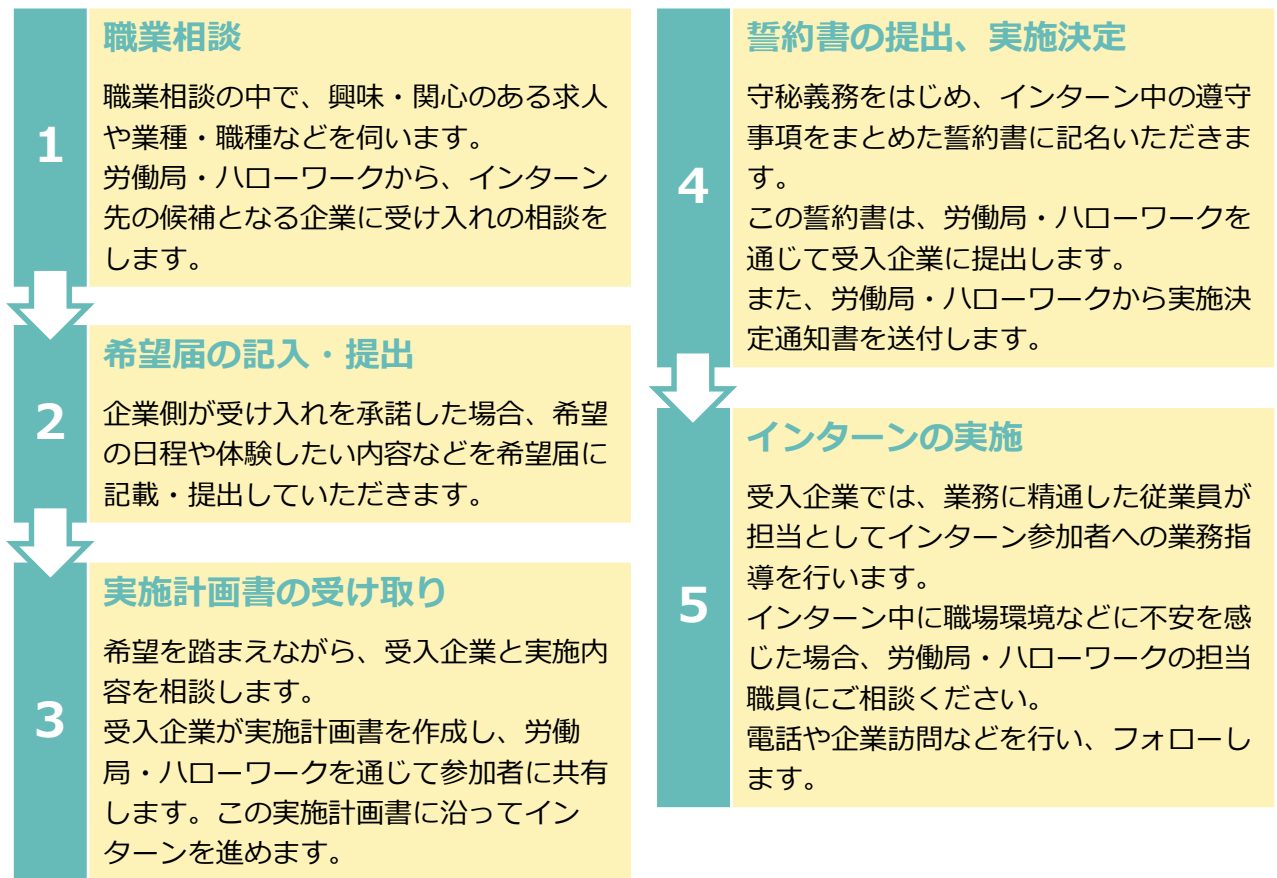 1
職業相談
職業相談の中で、興味・関心のある求人
や業種・職種などを伺います。
労働局・ハローワークから、インターン
先の候補となる企業に受け入れの相談を
します。
2
希望届の記入・提出
企業側が受け入れを承諾した場合、希望
の日程や体験したい内容などを希望届に
記載・提出していただきます。
3
実施計画書の受け取り
希望を踏まえながら、受入企業と実施内
容を相談します。
受入企業が実施計画書を作成し、労働
局・ハローワークを通じて参加者に共有
します。この実施計画書に沿ってイン
ターンを進めます。
4
誓約書の提出、実施決定
守秘義務をはじめ、インターン中の遵守
事項をまとめた誓約書に記名いただきま
す。
この誓約書は、労働局・ハローワークを
通じて受入企業に提出します。
また、労働局・ハローワークから実施決
定通知書を送付します。
5
インターンの実施
受入企業では、業務に精通した従業員が
担当としてインターン参加者への業務指
導を行います。
インターン中に職場環境などに不安を感
じた場合、労働局・ハローワークの担当
職員にご相談ください。
電話や企業訪問などを行い、フォローし
ます。